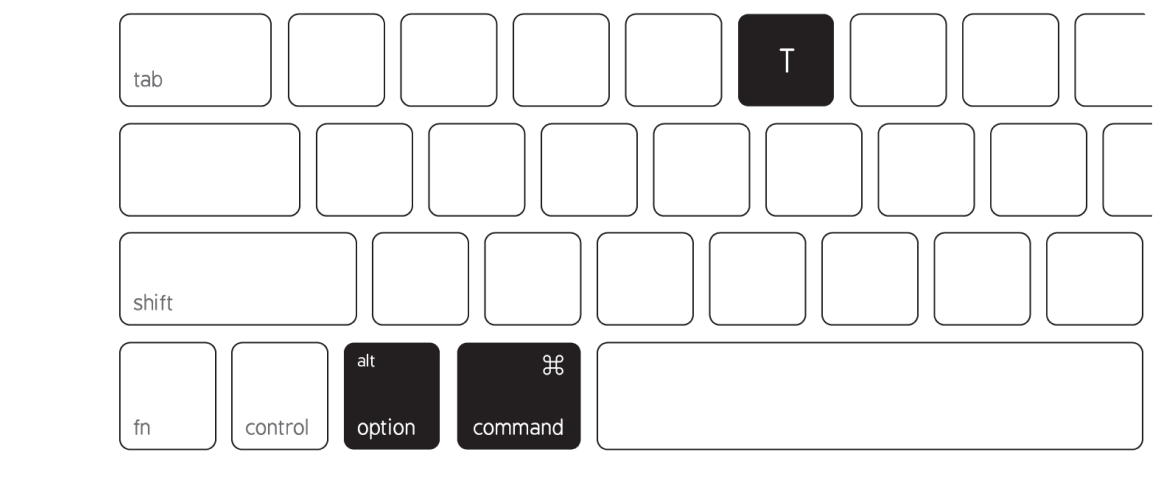 T
tab
shift
alt
⌘
fn
control
option
command